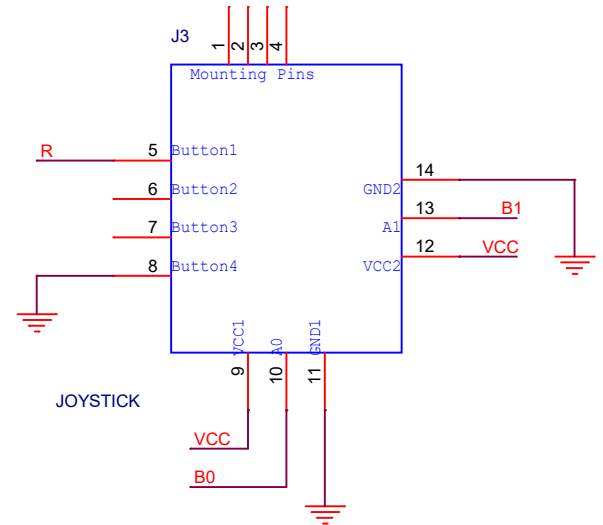 J3
1 2 3 4
Mounting Pins
R 5 Button1
14
6 Button2 GND2
13 B1
7 Button3 A1
12 VCC
8 Button4 VCC2
VCC1 A0 GND1
9 10 11
JOYSTICK
VCC
B0